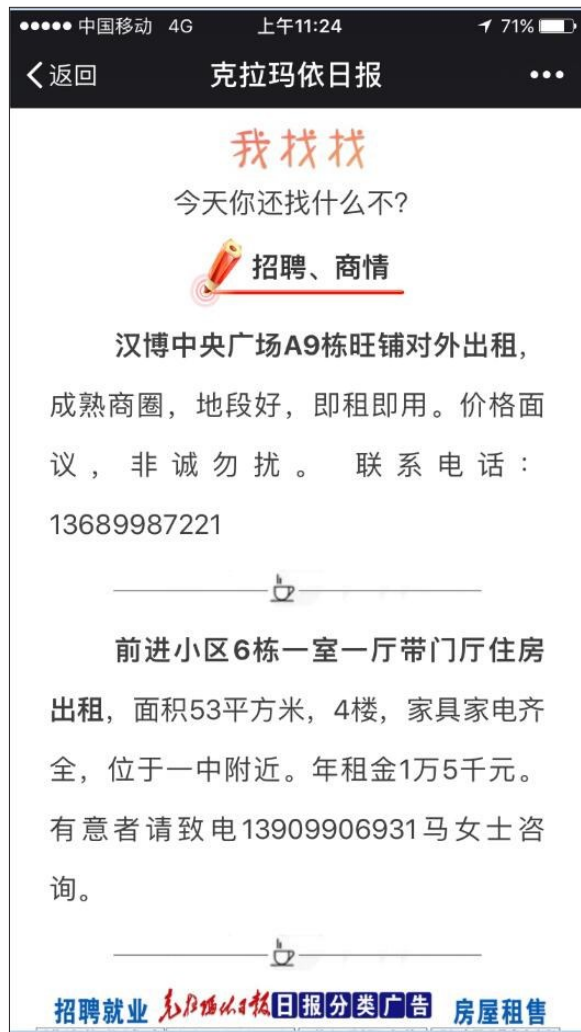 中国移动 4G 上午11:24 71%
返回 克拉玛依日报
我找找
今天你还找什么不?
招聘、商情
汉博中央广场A9栋旺铺对外出租,
成熟商圈，地段好，即租即用。价格面
议，非诚勿扰。 联系电话：
13689987221
前进小区6栋一室一厅带门厅住房
出租，面积53平方米，4楼，家具家电齐
全，位于一中附近。年租金1万5千元。
有意者请致电13909906931马女士咨
询。
招聘就业 克拉玛依日报 日报分类广告 房屋租售